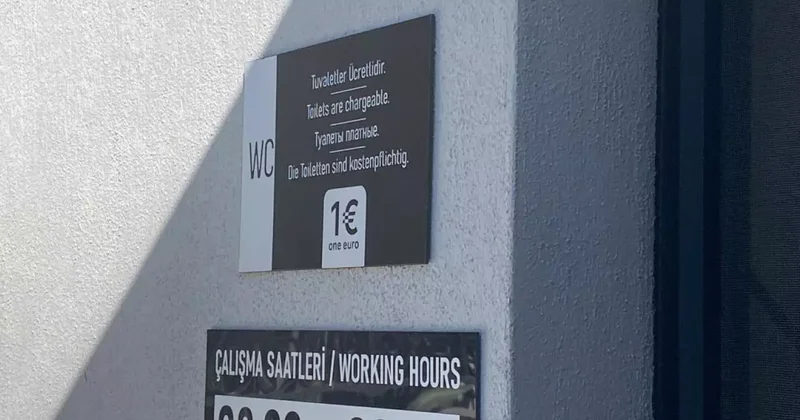 WC
Tuvaletler Ücretlidir.
Toilets are chargeable.
Туалеты платные.
Die Toiletten sind kostenpflichtig.
1€
one euro
ÇALIŞMA SAATLERİ / WORKING HOURS